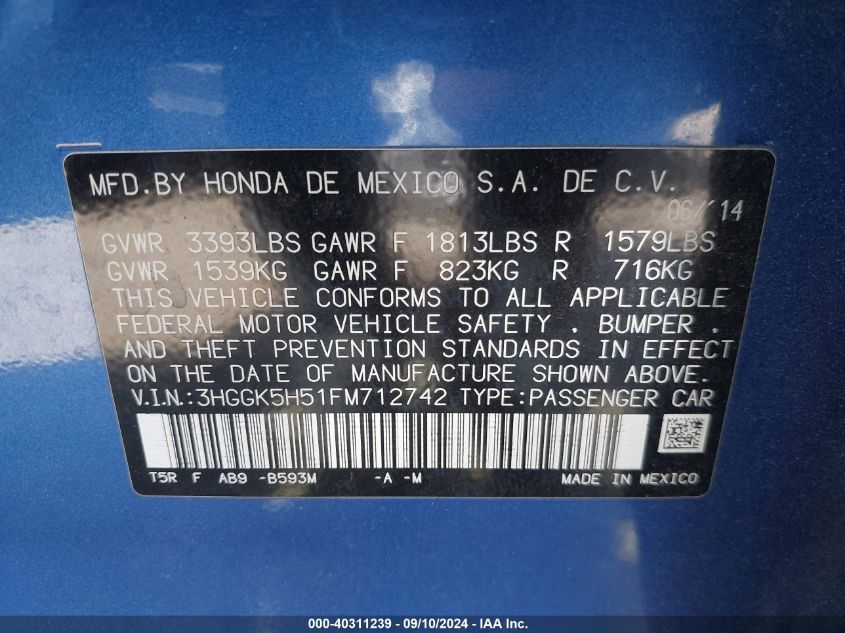 MFD.BY HONDA DE MEXICO S.A. DE C.V.
06/'14
GVWR 3393LBS GAWR F 1813LBS R 1579LBS
GVWR 1539KG GAWR F 823KG R 716KG
THIS VEHICLE CONFORMS TO ALL APPLICABLE
FEDERAL MOTOR VEHICLE SAFETY , BUMPER ,
AND THEFT PREVENTION STANDARDS IN EFFECT
ON THE DATE OF MANUFACTURE SHOWN ABOVE.
V.I.N.:3HGGK5H51FM712742 TYPE:PASSENGER CAR
T5R F AB9 -B593M -A -M MADE IN MEXICO
000-40311239 - 09/10/2024 - IAA Inc.